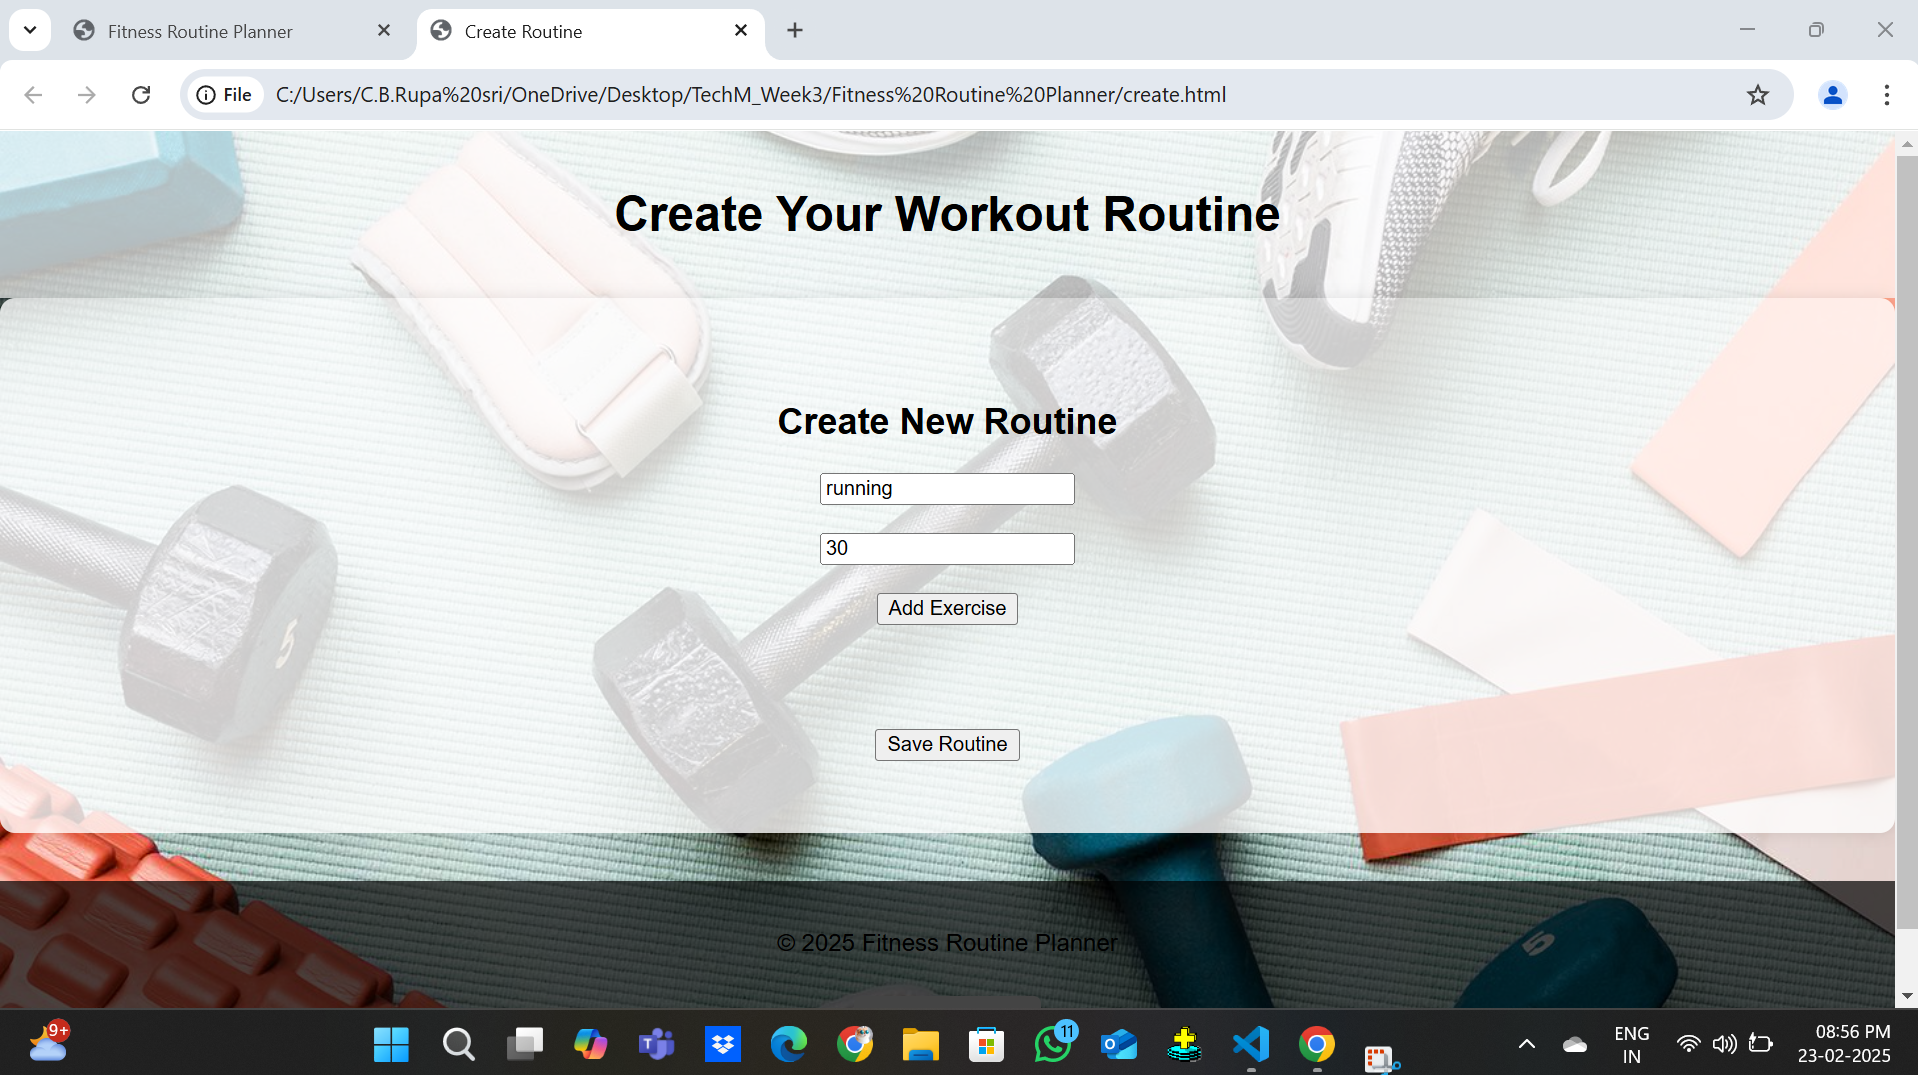 Fitness Routine Planner
Create Routine
File
C:/Users/C.B.Rupa%20sri/OneDrive/Desktop/TechM_Week3/Fitness%20Routine%20Planner/create.html
Create Your Workout Routine
Create New Routine
running
30
Add Exercise
Save Routine
5
5
© 2025 Fitness Routine Planner
9+
11
ENG
IN
08:56 PM
23-02-2025